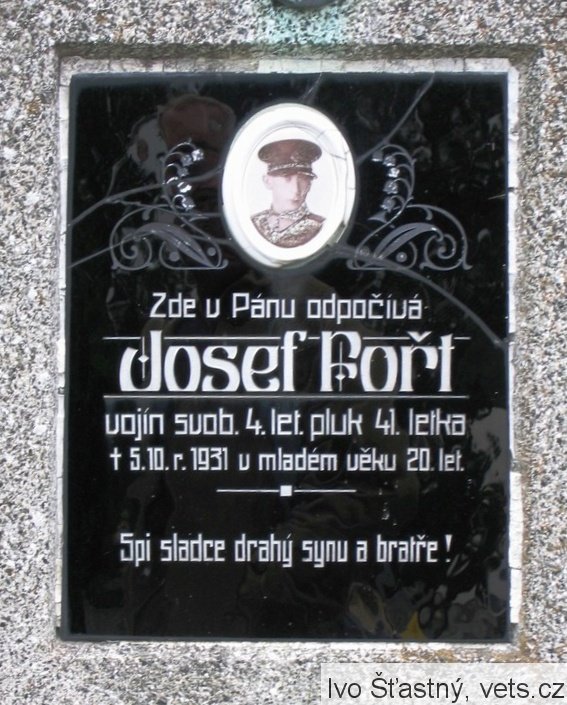 Zde v Pánu odpočívá
Josef Fořt
vojín svob. 4. let. pluk 41. letka
† 5.10. r. 1931 v mladém věku 20. let.
Spi sladce drahý synu a bratře !
Ivo Šťastný, vets.cz